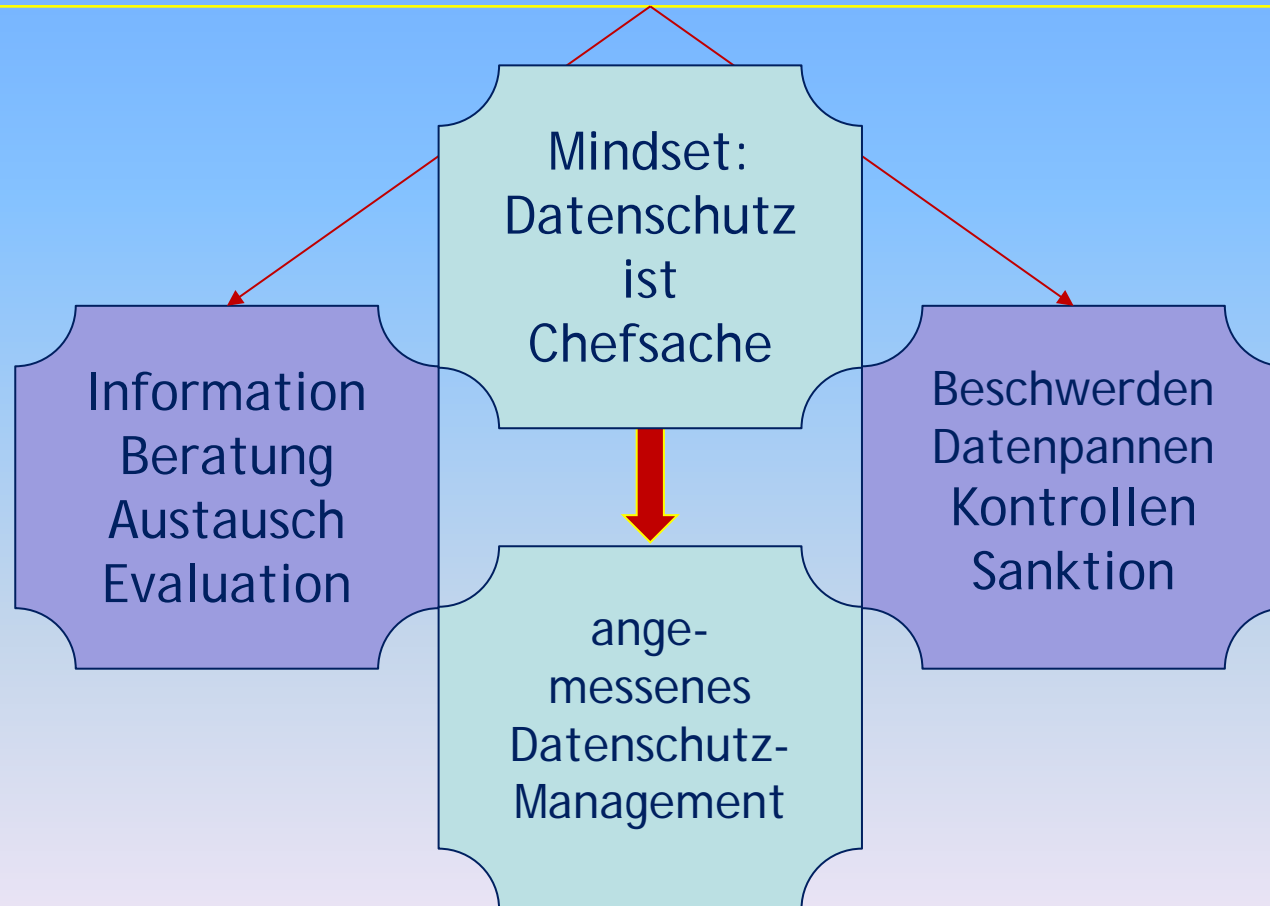 Mindset:
Datenschutz
ist
Chefsache
Information
Beratung
Austausch
Evaluation
Beschwerden
Datenpannen
Kontrollen
Sanktion
ange-
messenes
Datenschutz-
Management